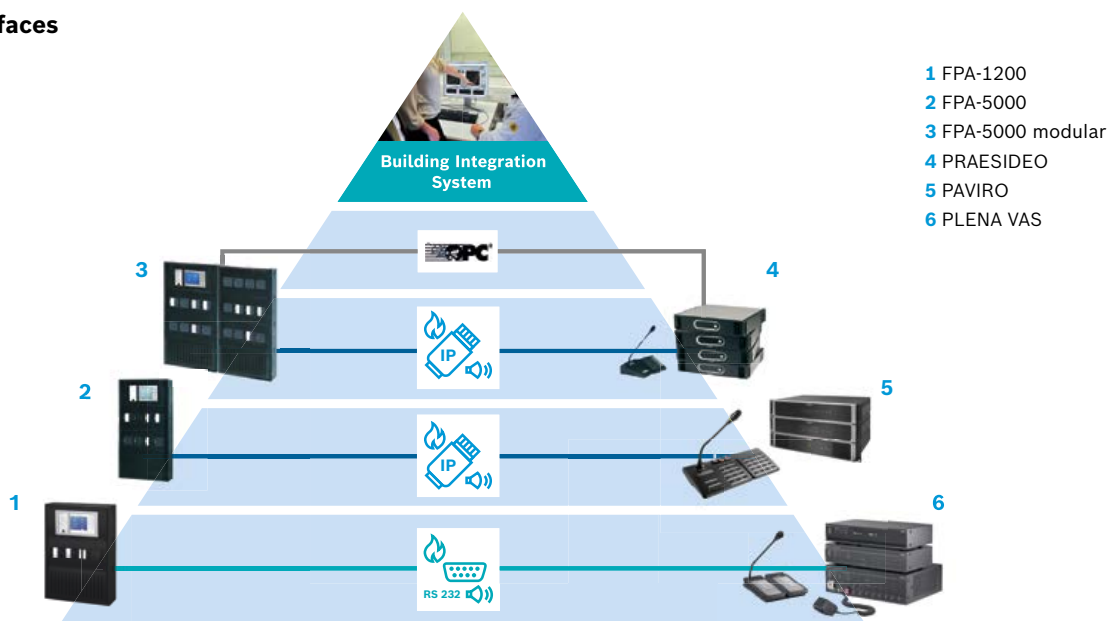 faces
1 FPA-1200
2 FPA-5000
3 FPA-5000 modular
4 PRAESIDEO
5 PAVIRO
6 PLENA VAS
Building Integration
System
OPC
3
4
IP
2
5
IP
1
6
RS 232